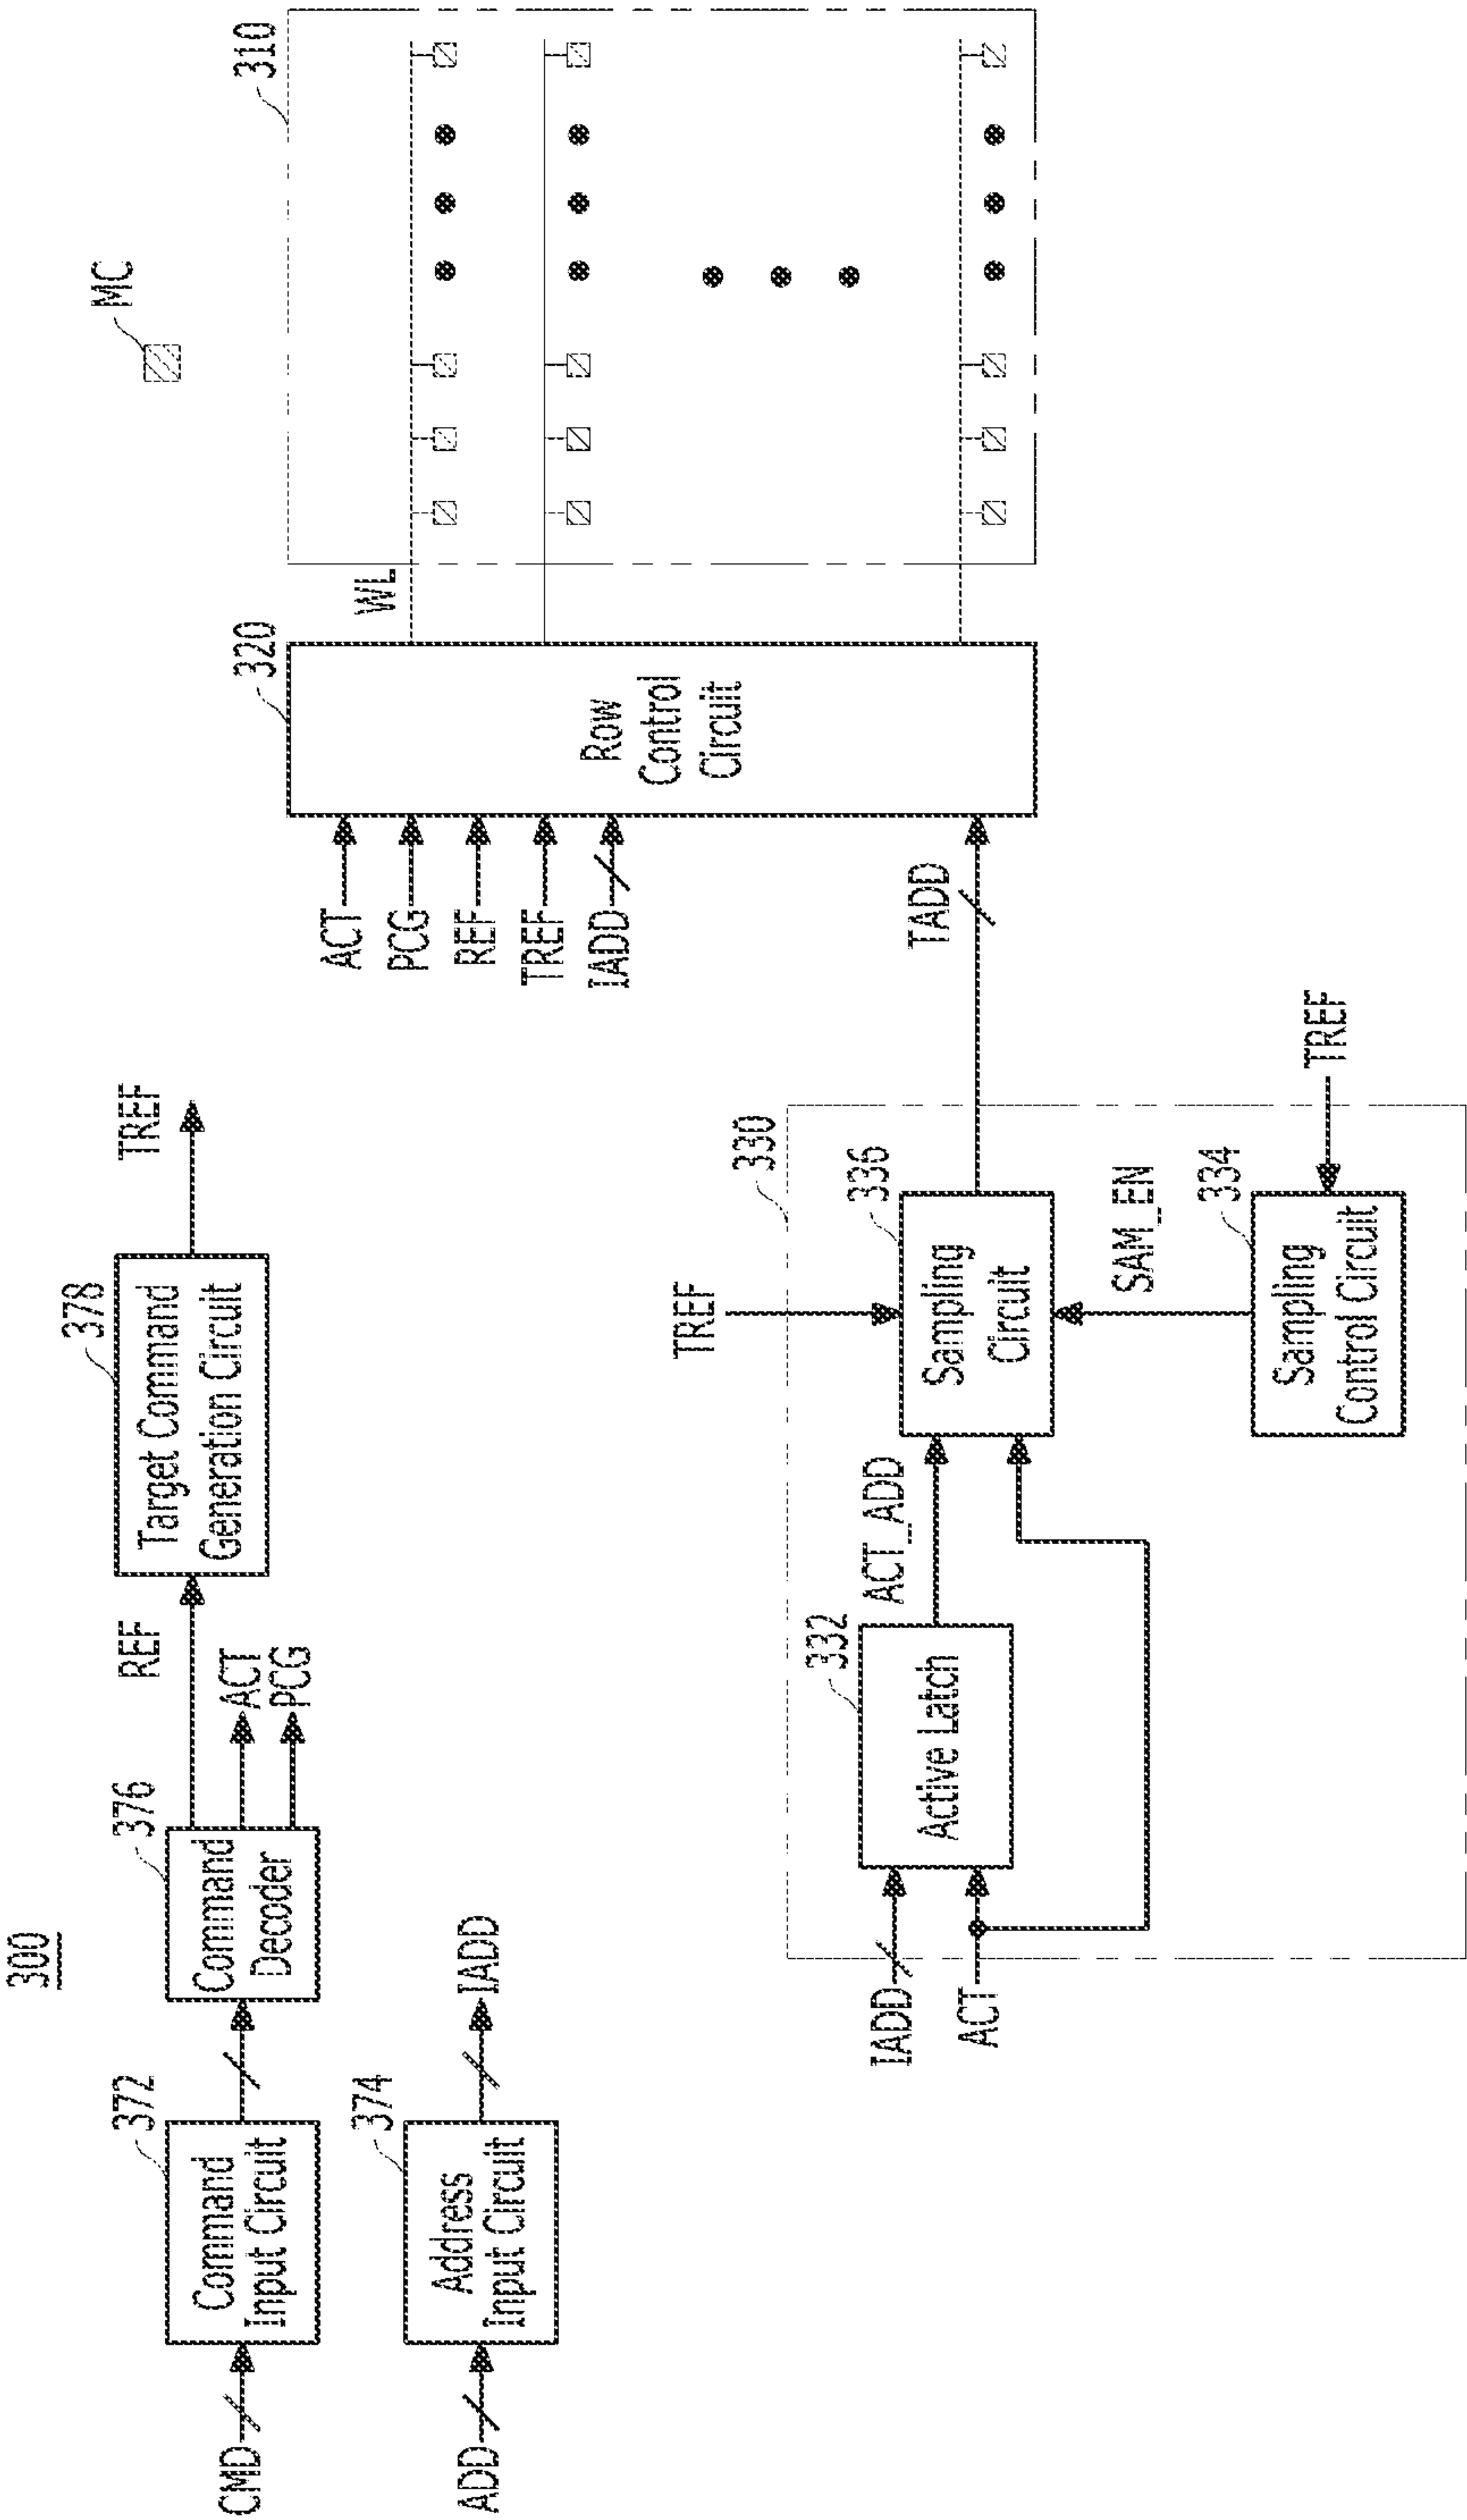 300
CMD
372
Command
Input Circuit
376
Command
Decoder
REF
ACT
PCG
378
Target Command
Generation Circuit
TREF
ADD
374
Address
Input Circuit
IADD
MC
ACT
PCG
REF
TREF
IADD
TADD
320
Row
Control
Circuit
WL
310
330
IADD
ACT
332
Active Latch
ACT_ADD
TREF
336
Sampling
Circuit
SAM_EN
334
Sampling
Control Circuit
TREF